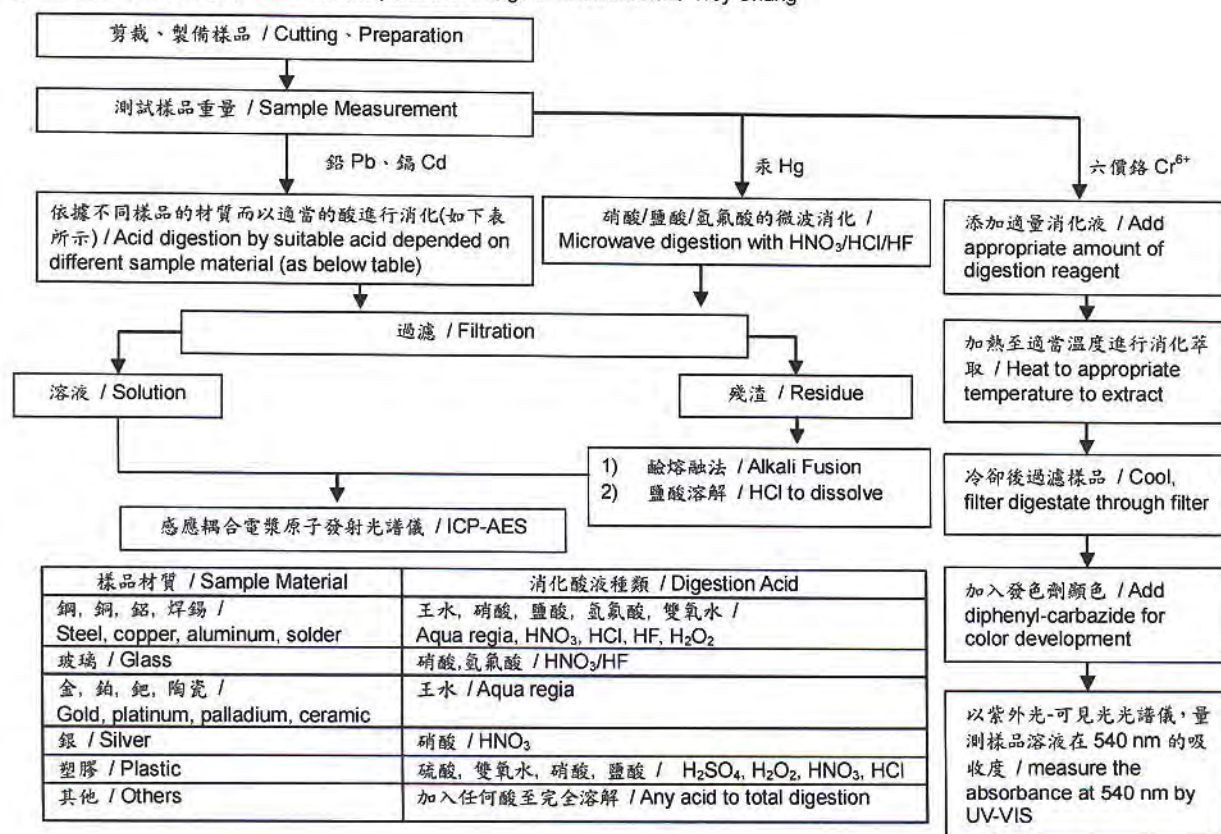 剪裁、製備樣品 / Cutting、Preparation
測試樣品重量 / Sample Measurement
鉛 Pb、鎘 Cd
汞 Hg
六價鉻 Cr⁶⁺
依據不同樣品的材質而以適當的酸進行消化(如下表
所示) / Acid digestion by suitable acid depended on
different sample material (as below table)
硝酸/鹽酸/氫氟酸的微波消化 /
Microwave digestion with HNO₃/HCl/HF
添加適量消化液 / Add
appropriate amount of
digestion reagent
過濾 / Filtration
加熱至適當溫度進行消化萃
取 / Heat to appropriate
temperature to extract
溶液 / Solution
殘渣 / Residue
1) 鹼熔融法 / Alkali Fusion
2) 鹽酸溶解 / HCl to dissolve
冷卻後過濾樣品 / Cool,
filter digestate through filter
感應耦合電漿原子發射光譜儀 / ICP-AES
加入發色劑顯色 / Add
diphenyl-carbazide for
color development
以紫外光-可見光光譜儀,量
測樣品溶液在 540 nm 的吸
收度 / measure the
absorbance at 540 nm by
UV-VIS
樣品材質 / Sample Material
消化酸液種類 / Digestion Acid
鋼, 銅, 鋁, 焊錫 /
Steel, copper, aluminum, solder
王水, 硝酸, 鹽酸, 氫氟酸, 雙氧水 /
Aqua regia, HNO₃, HCl, HF, H₂O₂
玻璃 / Glass
硝酸,氫氟酸 / HNO₃/HF
金, 鉑, 鈀, 陶瓷 /
Gold, platinum, palladium, ceramic
王水 / Aqua regia
銀 / Silver
硝酸 / HNO₃
塑膠 / Plastic
硫酸, 雙氧水, 硝酸, 鹽酸 / H₂SO₄, H₂O₂, HNO₃, HCl
其他 / Others
加入任何酸至完全溶解 / Any acid to total digestion